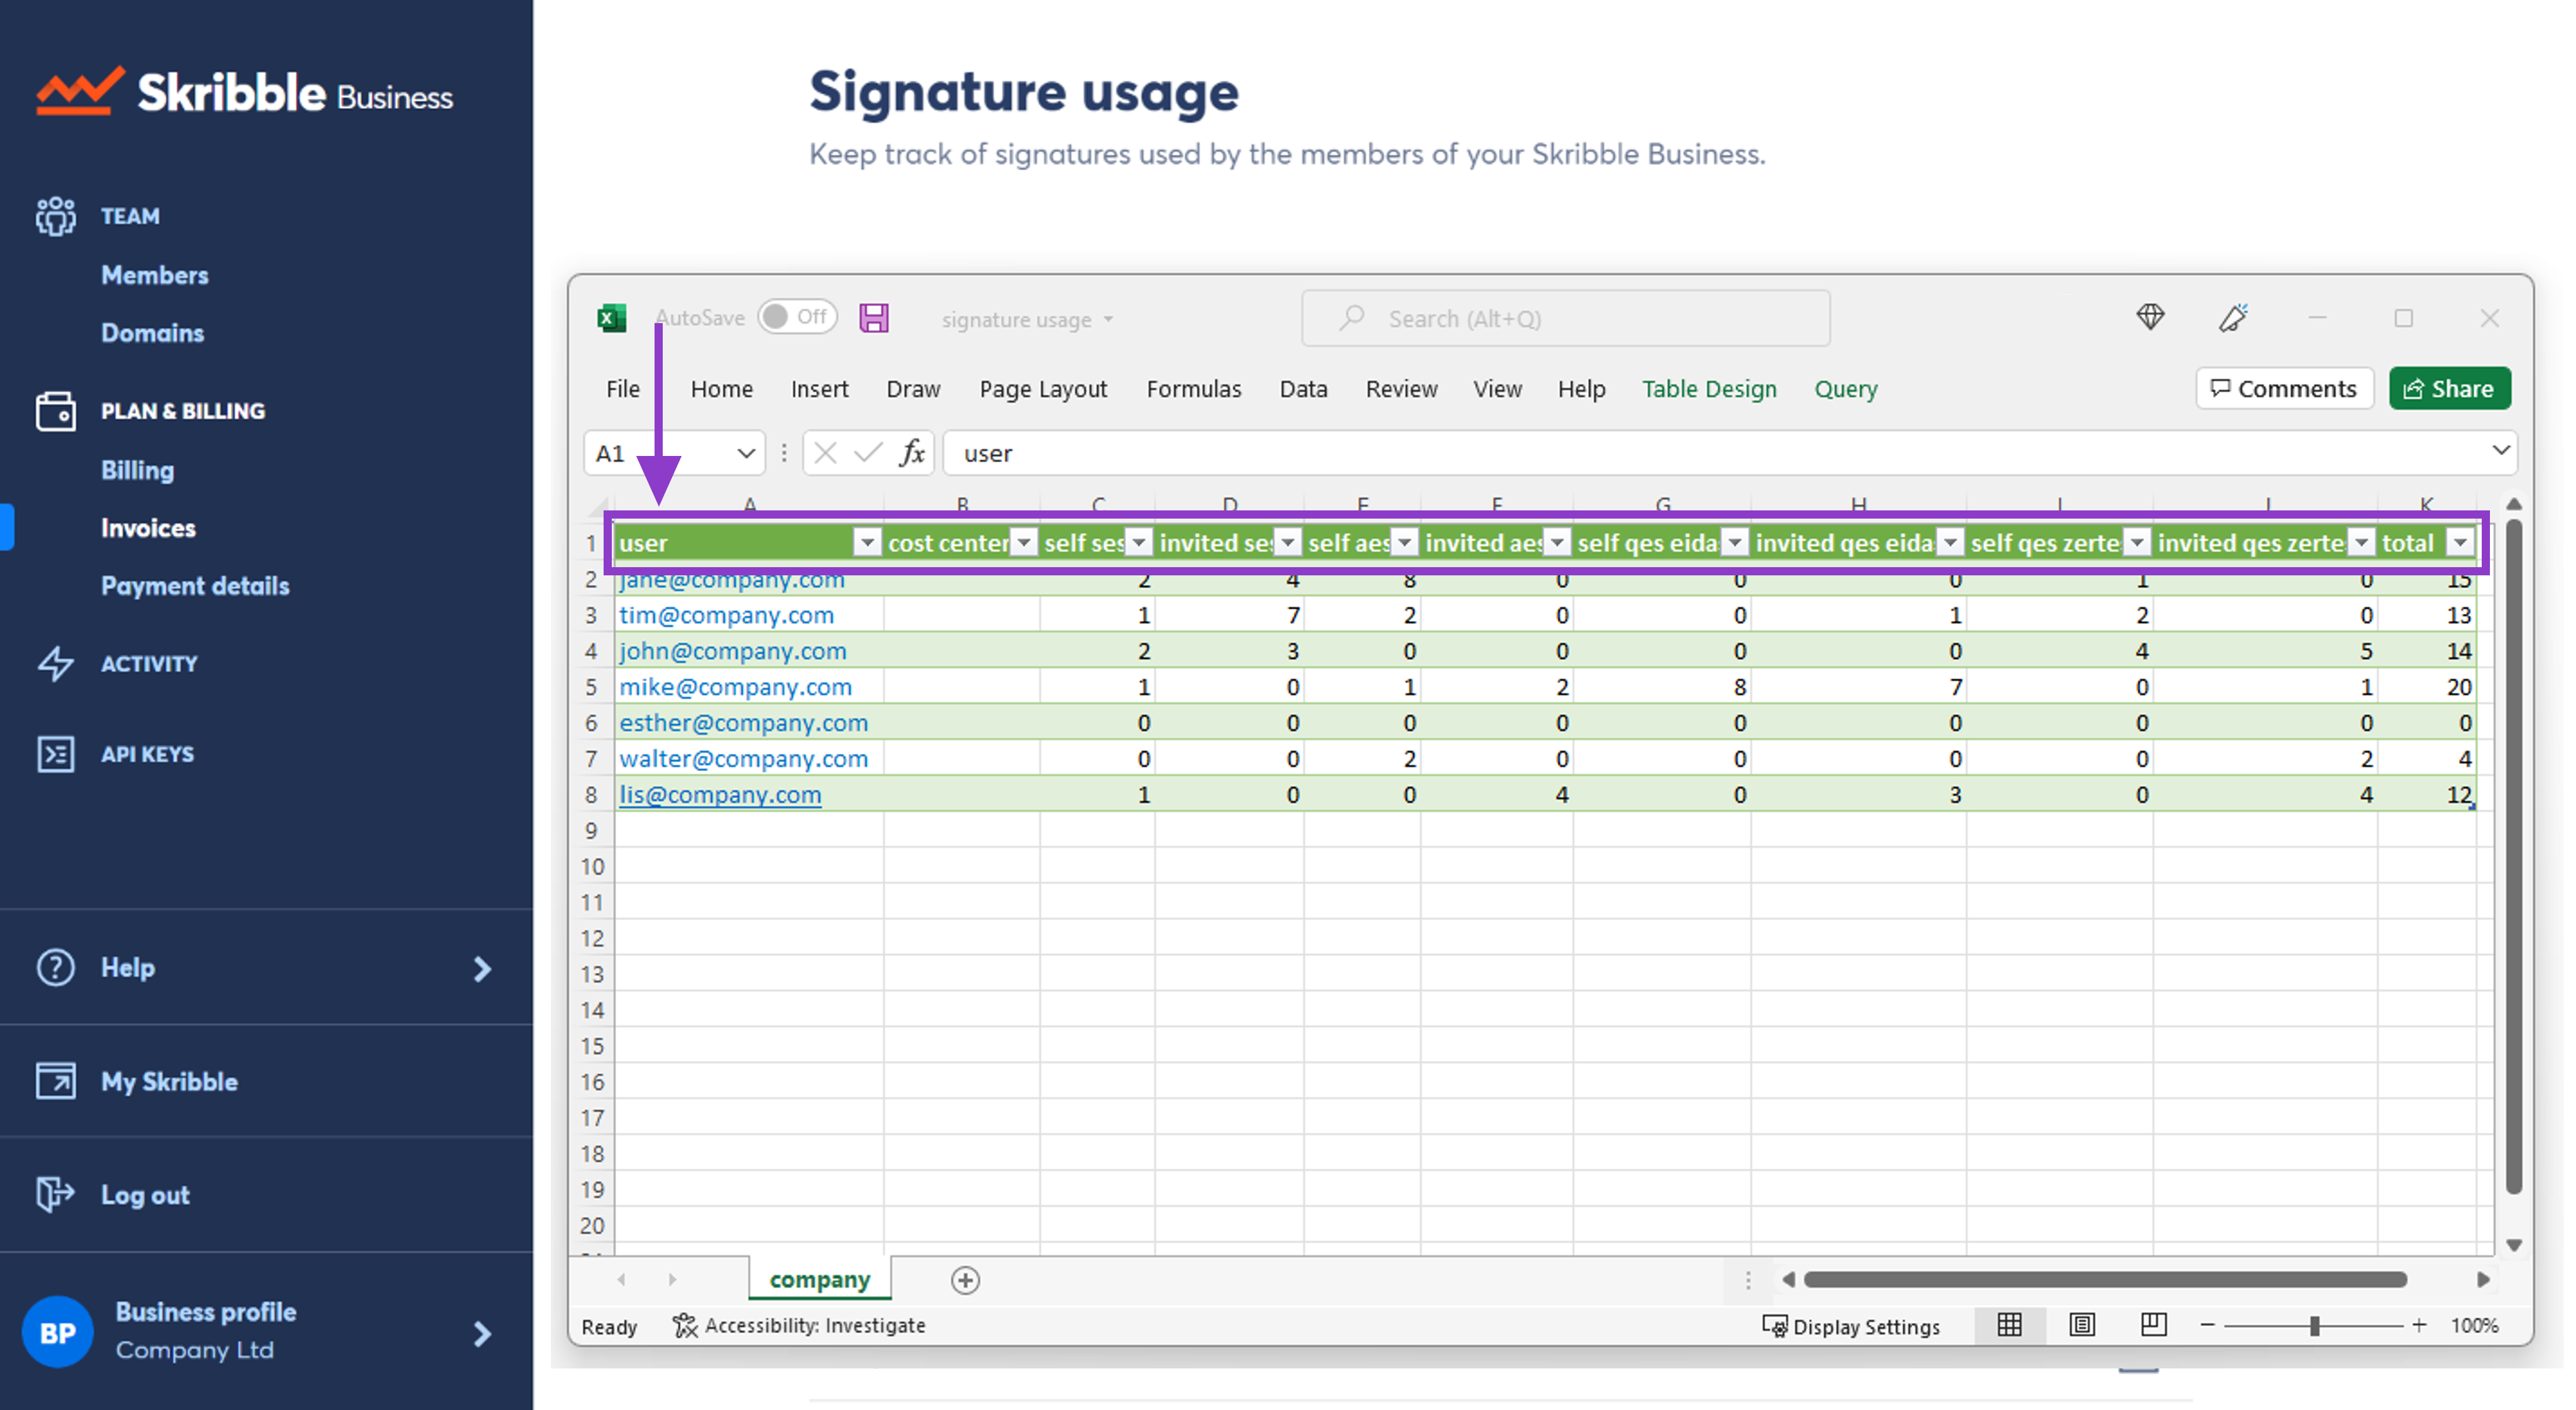 Skribble Business
TEAM
Members
Domains
PLAN & BILLING
Billing
Invoices
Payment details
ACTIVITY
API KEYS
Help
My Skribble
Log out
BP
Business profile
Company Ltd
Signature usage
Keep track of signatures used by the members of your Skribble Business.
AutoSave Off signature usage Search (Alt+Q)
File Home Insert Draw Page Layout Formulas Data Review View Help Table Design Query Comments Share
A1 fx user
1 user cost center self ses invited ses self aes invited aes self qes eida invited qes eida self qes zerte invited qes zerte total
2 jane@company.com 2 4 8 0 0 0 1 0 15
3 tim@company.com 1 7 2 0 0 1 2 0 13
4 john@company.com 2 3 0 0 0 0 4 5 14
5 mike@company.com 1 0 1 2 8 7 0 1 20
6 esther@company.com 0 0 0 0 0 0 0 0 0
7 walter@company.com 0 0 2 0 0 0 0 2 4
8 lis@company.com 1 0 0 4 0 3 0 4 12
9
10
11
12
13
14
15
16
17
18
19
20
company
Ready Accessibility: Investigate Display Settings 100%